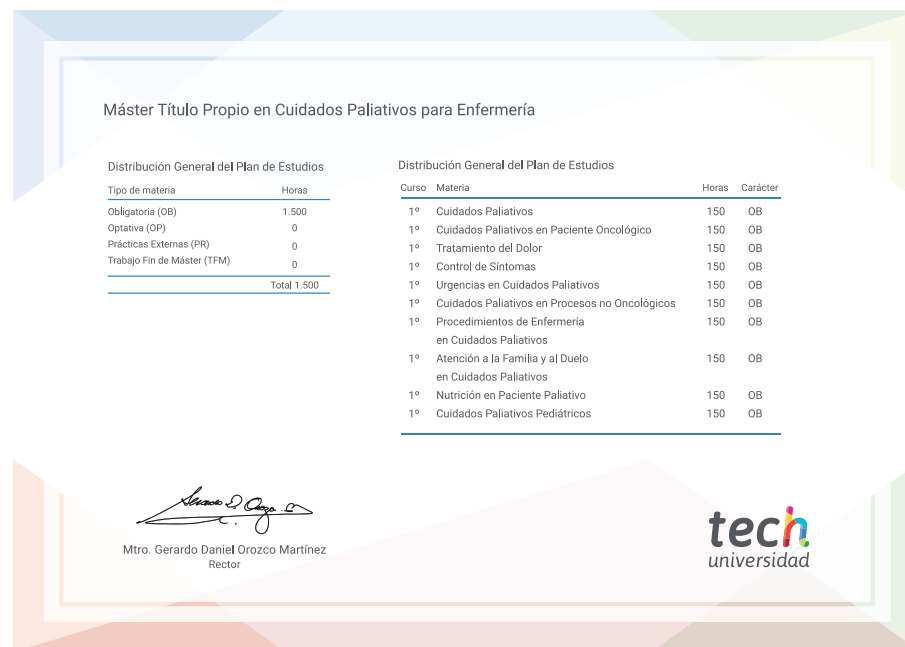 Máster Título Propio en Cuidados Paliativos para Enfermería
Distribución General del Plan de Estudios
Tipo de materia Horas
Obligatoria (OB) 1.500
Optativa (OP) 0
Prácticas Externas (PR) 0
Trabajo Fin de Máster (TFM) 0
Total 1.500
Distribución General del Plan de Estudios
Curso Materia Horas Carácter
1º Cuidados Paliativos 150 OB
1º Cuidados Paliativos en Paciente Oncológico 150 OB
1º Tratamiento del Dolor 150 OB
1º Control de Síntomas 150 OB
1º Urgencias en Cuidados Paliativos 150 OB
1º Cuidados Paliativos en Procesos no Oncológicos 150 OB
1º Procedimientos de Enfermería 150 OB
en Cuidados Paliativos
1º Atención a la Familia y al Duelo 150 OB
en Cuidados Paliativos
1º Nutrición en Paciente Paliativo 150 OB
1º Cuidados Paliativos Pediátricos 150 OB
Mtro. Gerardo Daniel Orozco Martínez
Rector
tech
universidad